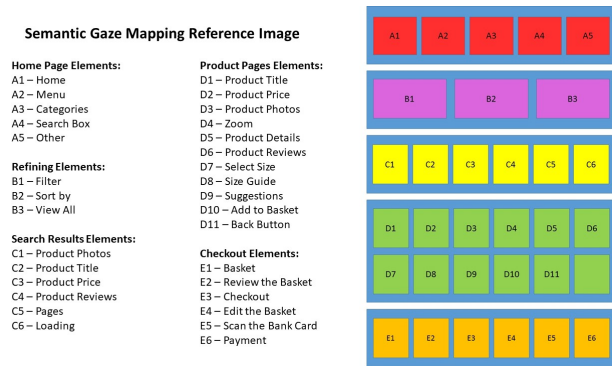 Semantic Gaze Mapping Reference Image
Home Page Elements:
A1 – Home
A2 – Menu
A3 – Categories
A4 – Search Box
A5 – Other
Refining Elements:
B1 – Filter
B2 – Sort by
B3 – View All
Search Results Elements:
C1 – Product Photos
C2 – Product Title
C3 – Product Price
C4 – Product Reviews
C5 – Pages
C6 – Loading
Product Pages Elements:
D1 – Product Title
D2 – Product Price
D3 – Product Photos
D4 – Zoom
D5 – Product Details
D6 – Product Reviews
D7 – Select Size
D8 – Size Guide
D9 – Suggestions
D10 – Add to Basket
D11 – Back Button
Checkout Elements:
E1 – Basket
E2 – Review the Basket
E3 – Checkout
E4 – Edit the Basket
E5 – Scan the Bank Card
E6 – Payment
A1 A2 A3 A4 A5
B1 B2 B3
C1 C2 C3 C4 C5 C6
D1 D2 D3 D4 D5 D6
D7 D8 D9 D10 D11
E1 E2 E3 E4 E5 E6